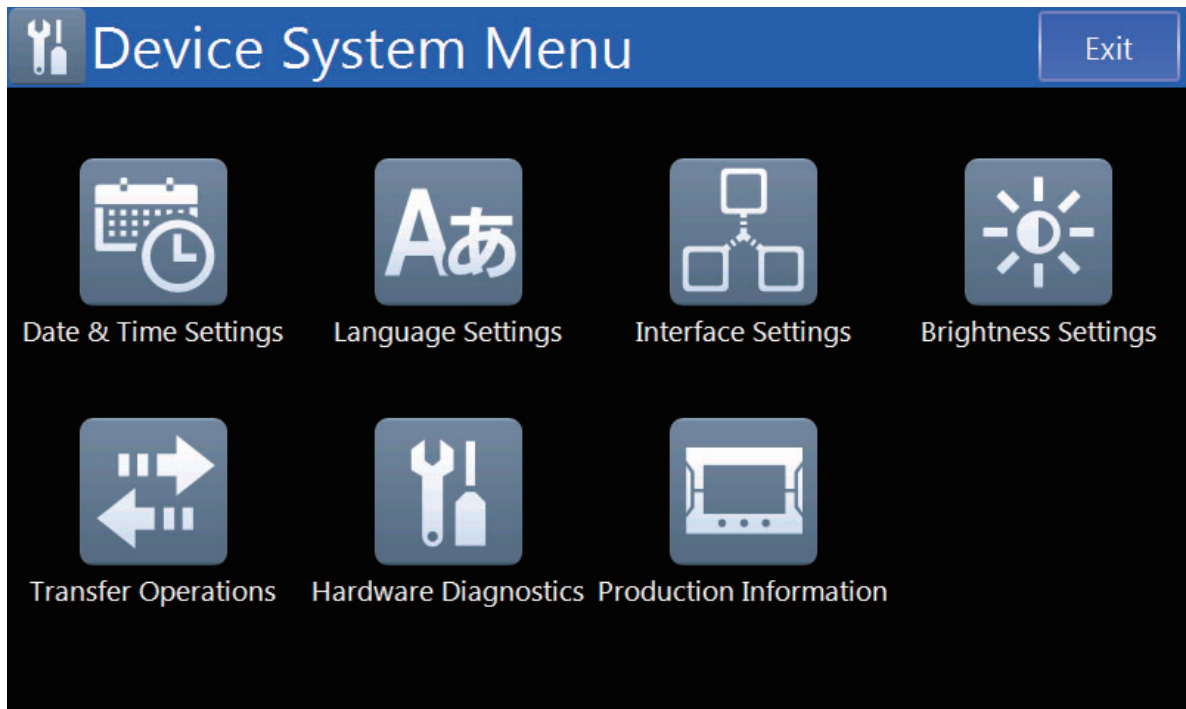 Device System Menu
Exit
Aあ
Date & Time Settings
Language Settings
Interface Settings
Brightness Settings
Transfer Operations
Hardware Diagnostics
Production Information